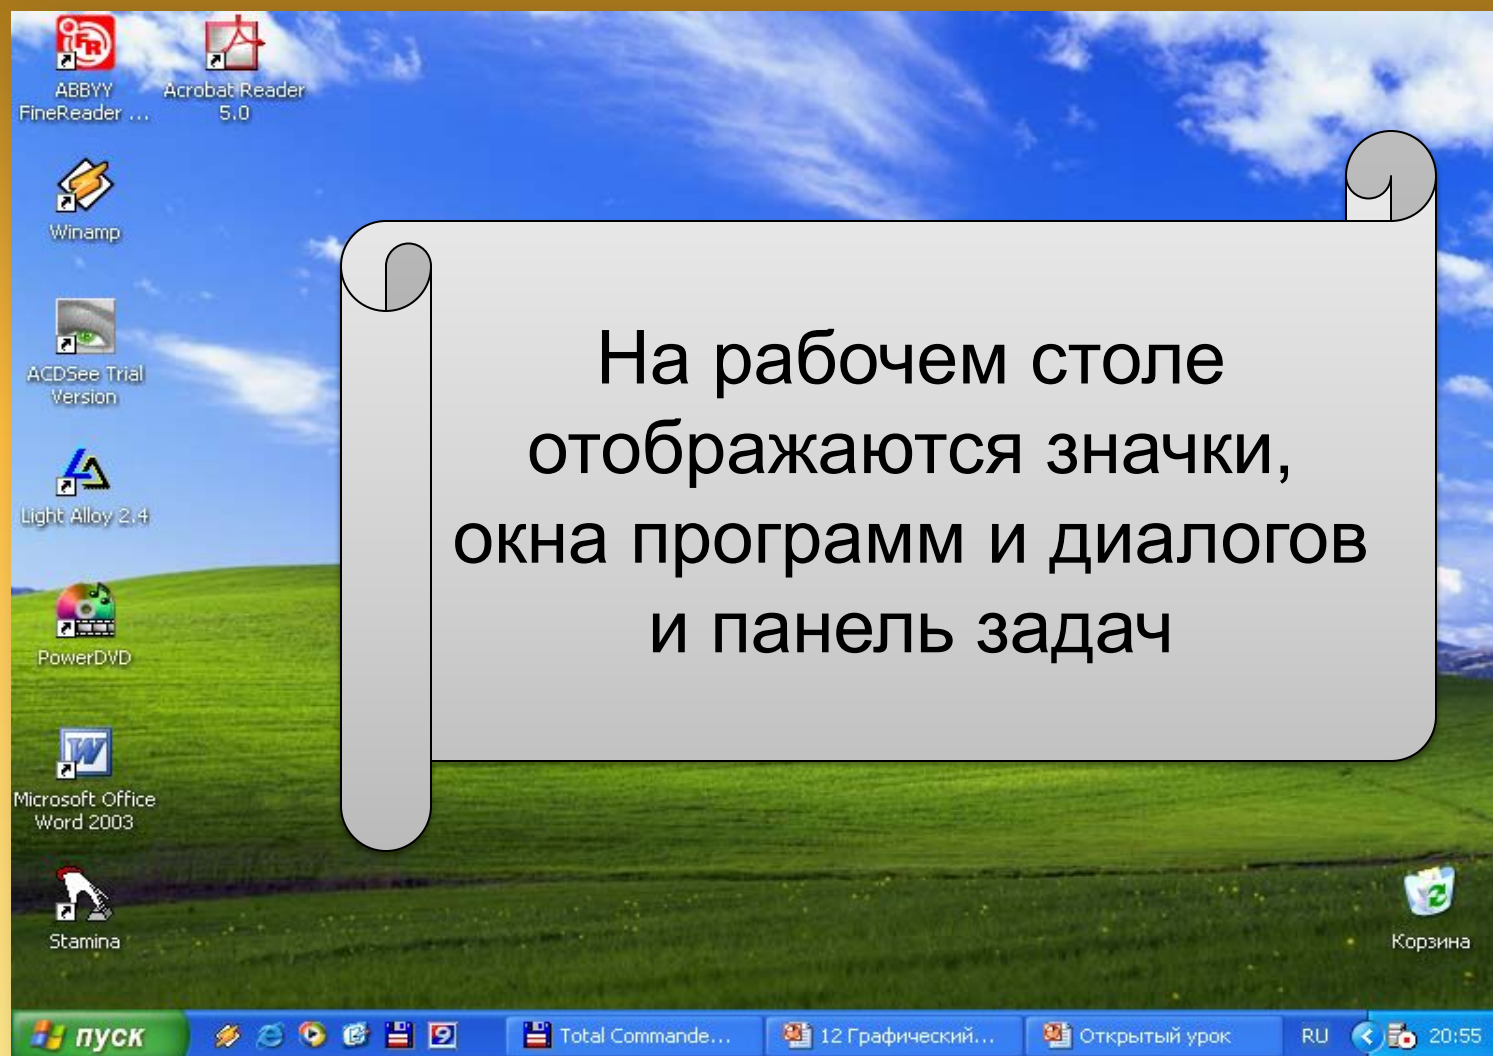 ABBYY
FineReader ...
Acrobat Reader
5.0
Winamp
ACDSee Trial
Version
Light Alloy 2.4
PowerDVD
Microsoft Office
Word 2003
Stamina
На рабочем столе
отображаются значки,
окна программ и диалогов
и панель задач
Корзина
пуск
Total Commande...
12 Графический...
Открытый урок
RU
20:55